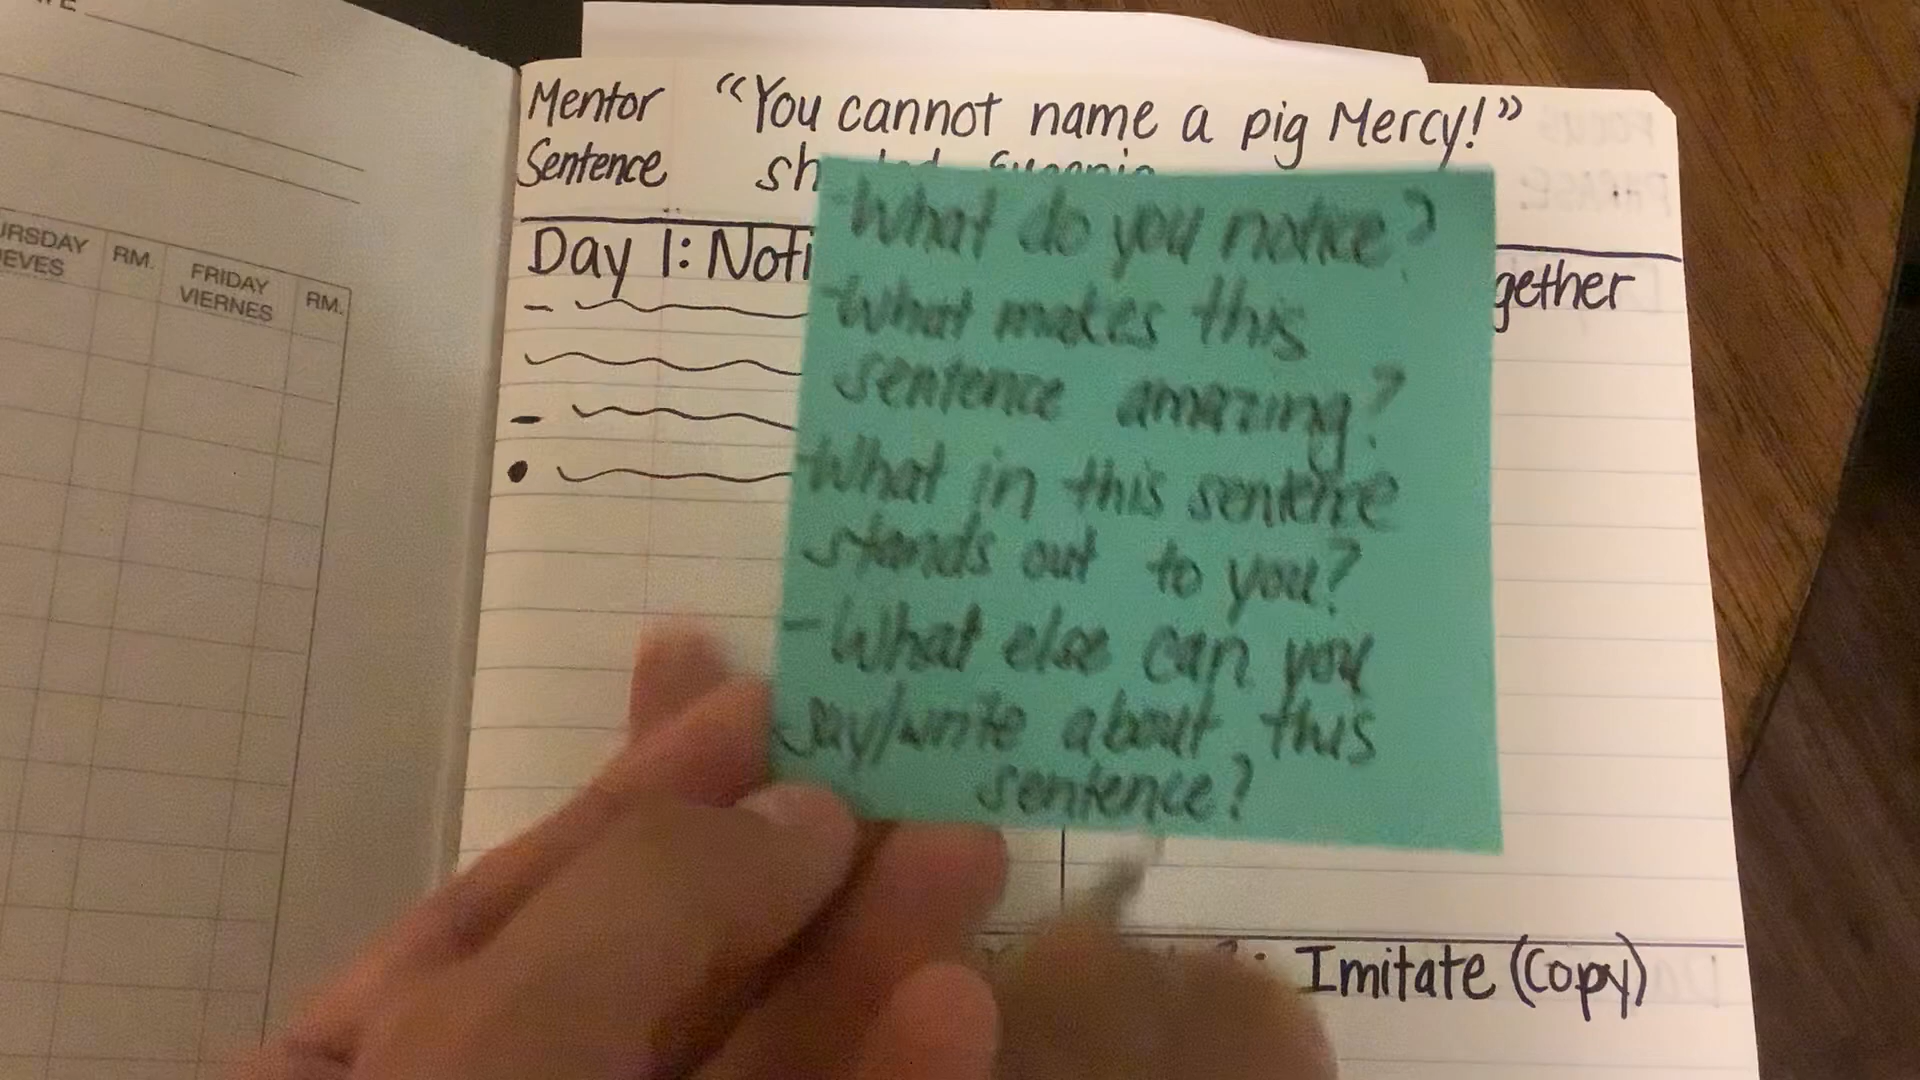 URSDAY
EVES
RM.
FRIDAY
VIERNES
RM.
Mentor
Sentence
"You cannot name a pig Mercy!"
Day 1: Noti
gether
-What do you notice?
-What makes this
sentence amazing?
-What in this sentence
stands out to you?
-What else can you
say/write about this
sentence?
Imitate (Copy)